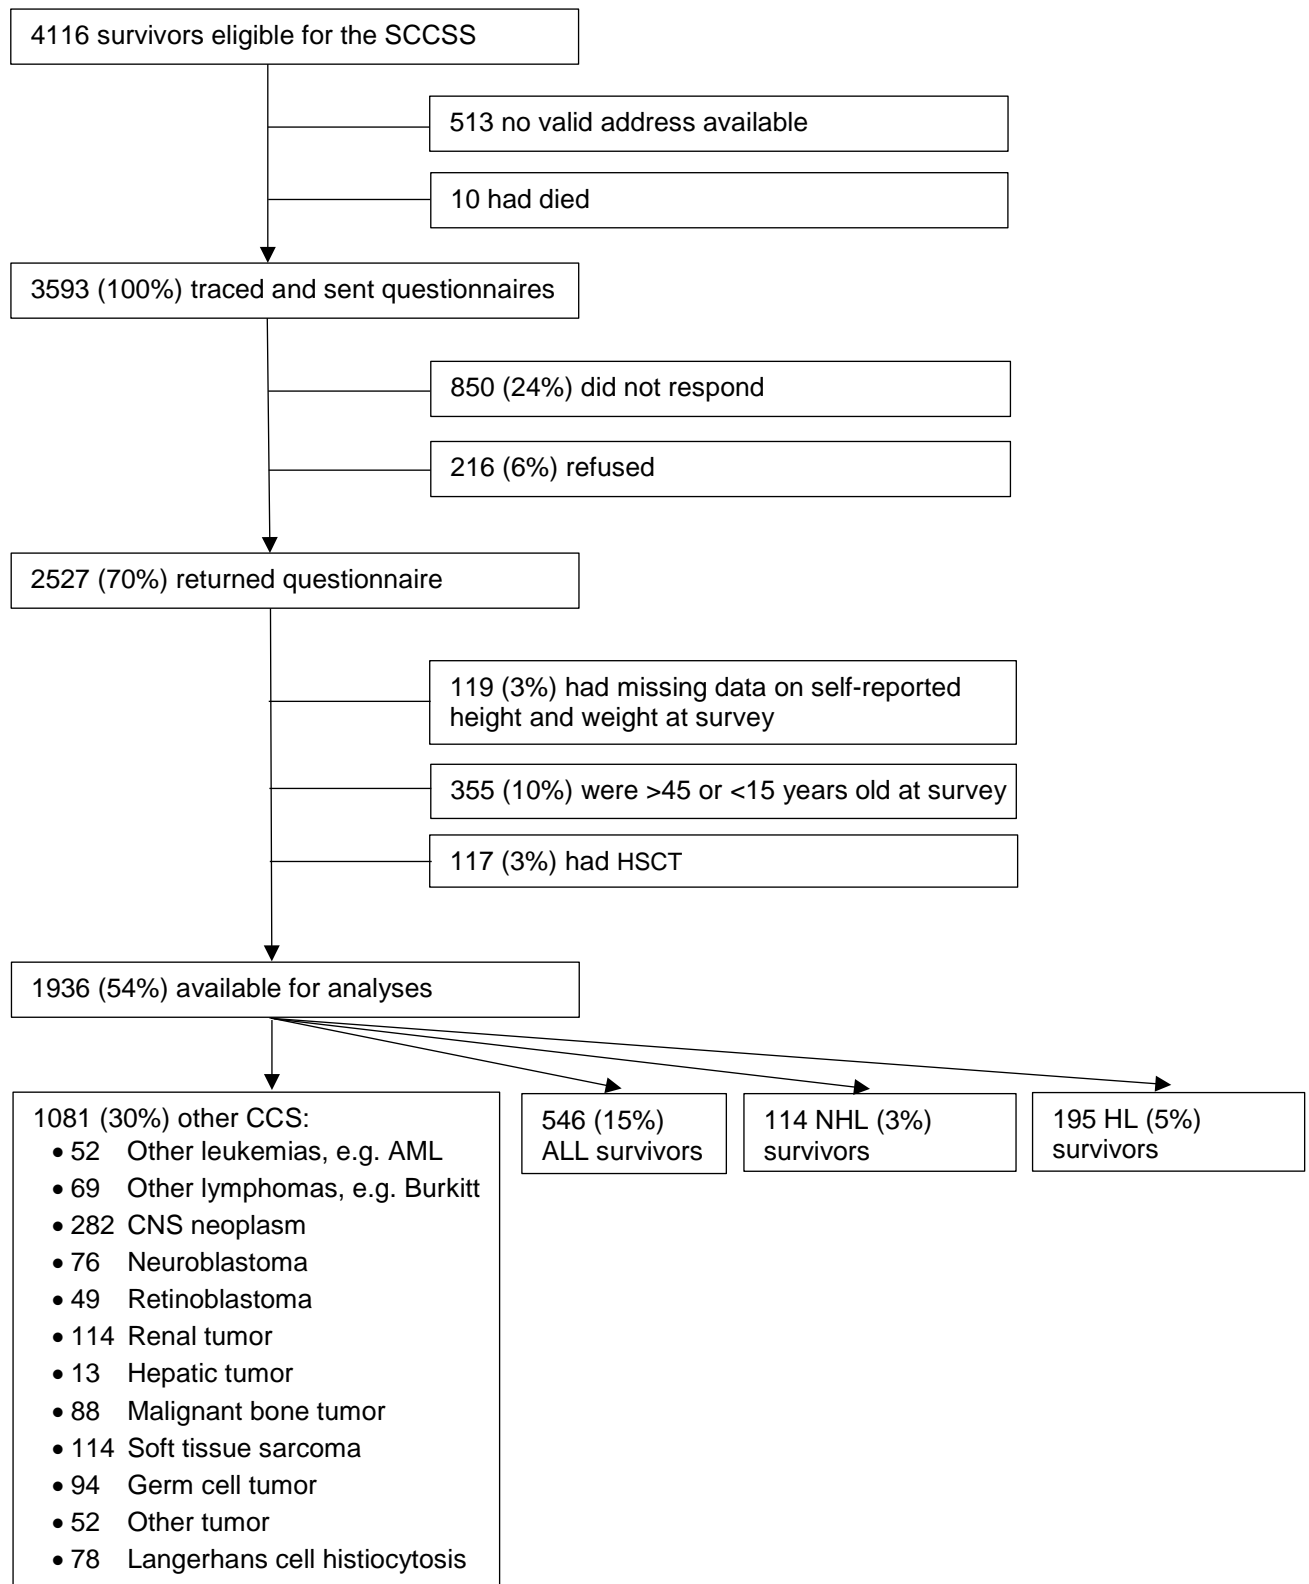 4116 survivors eligible for the SCCSS
513 no valid address available
10 had died
3593 (100%) traced and sent questionnaires
850 (24%) did not respond
216 (6%) refused
2527 (70%) returned questionnaire
119 (3%) had missing data on self-reported
height and weight at survey
355 (10%) were >45 or <15 years old at survey
117 (3%) had HSCT
1936 (54%) available for analyses
1081 (30%) other CCS:
• 52 Other leukemias, e.g. AML
• 69 Other lymphomas, e.g. Burkitt
• 282 CNS neoplasm
• 76 Neuroblastoma
• 49 Retinoblastoma
• 114 Renal tumor
• 13 Hepatic tumor
• 88 Malignant bone tumor
• 114 Soft tissue sarcoma
• 94 Germ cell tumor
• 52 Other tumor
• 78 Langerhans cell histiocytosis
546 (15%)
ALL survivors
114 NHL (3%)
survivors
195 HL (5%)
survivors